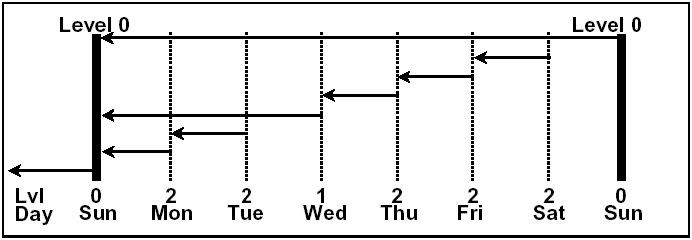 Level 0 Level 0
Lvl 0 2 2 1 2 2 2 0
Day Sun Mon Tue Wed Thu Fri Sat Sun